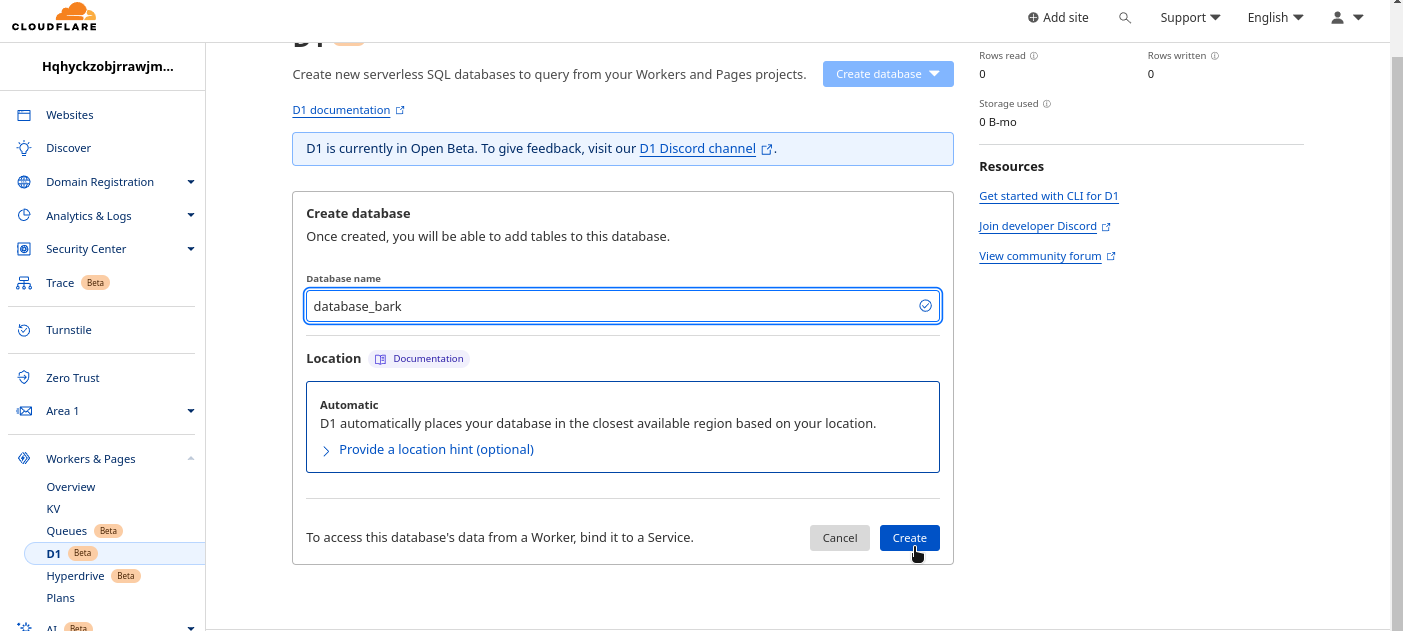 CLOUDFLARE
Add site
Support
English
Hqhyckzobjrrawjm...
Websites
Discover
Domain Registration
Analytics & Logs
Security Center
Trace Beta
Turnstile
Zero Trust
Area 1
Workers & Pages
Overview
KV
Queues Beta
D1 Beta
Hyperdrive Beta
Plans
AI Beta
D1
Create new serverless SQL databases to query from your Workers and Pages projects.
Create database
D1 documentation
D1 is currently in Open Beta. To give feedback, visit our D1 Discord channel.
Create database
Once created, you will be able to add tables to this database.
Database name
database_bark
Location Documentation
Automatic
D1 automatically places your database in the closest available region based on your location.
Provide a location hint (optional)
To access this database's data from a Worker, bind it to a Service.
Cancel
Create
Rows read
0
Rows written
0
Storage used
0 B-mo
Resources
Get started with CLI for D1
Join developer Discord
View community forum